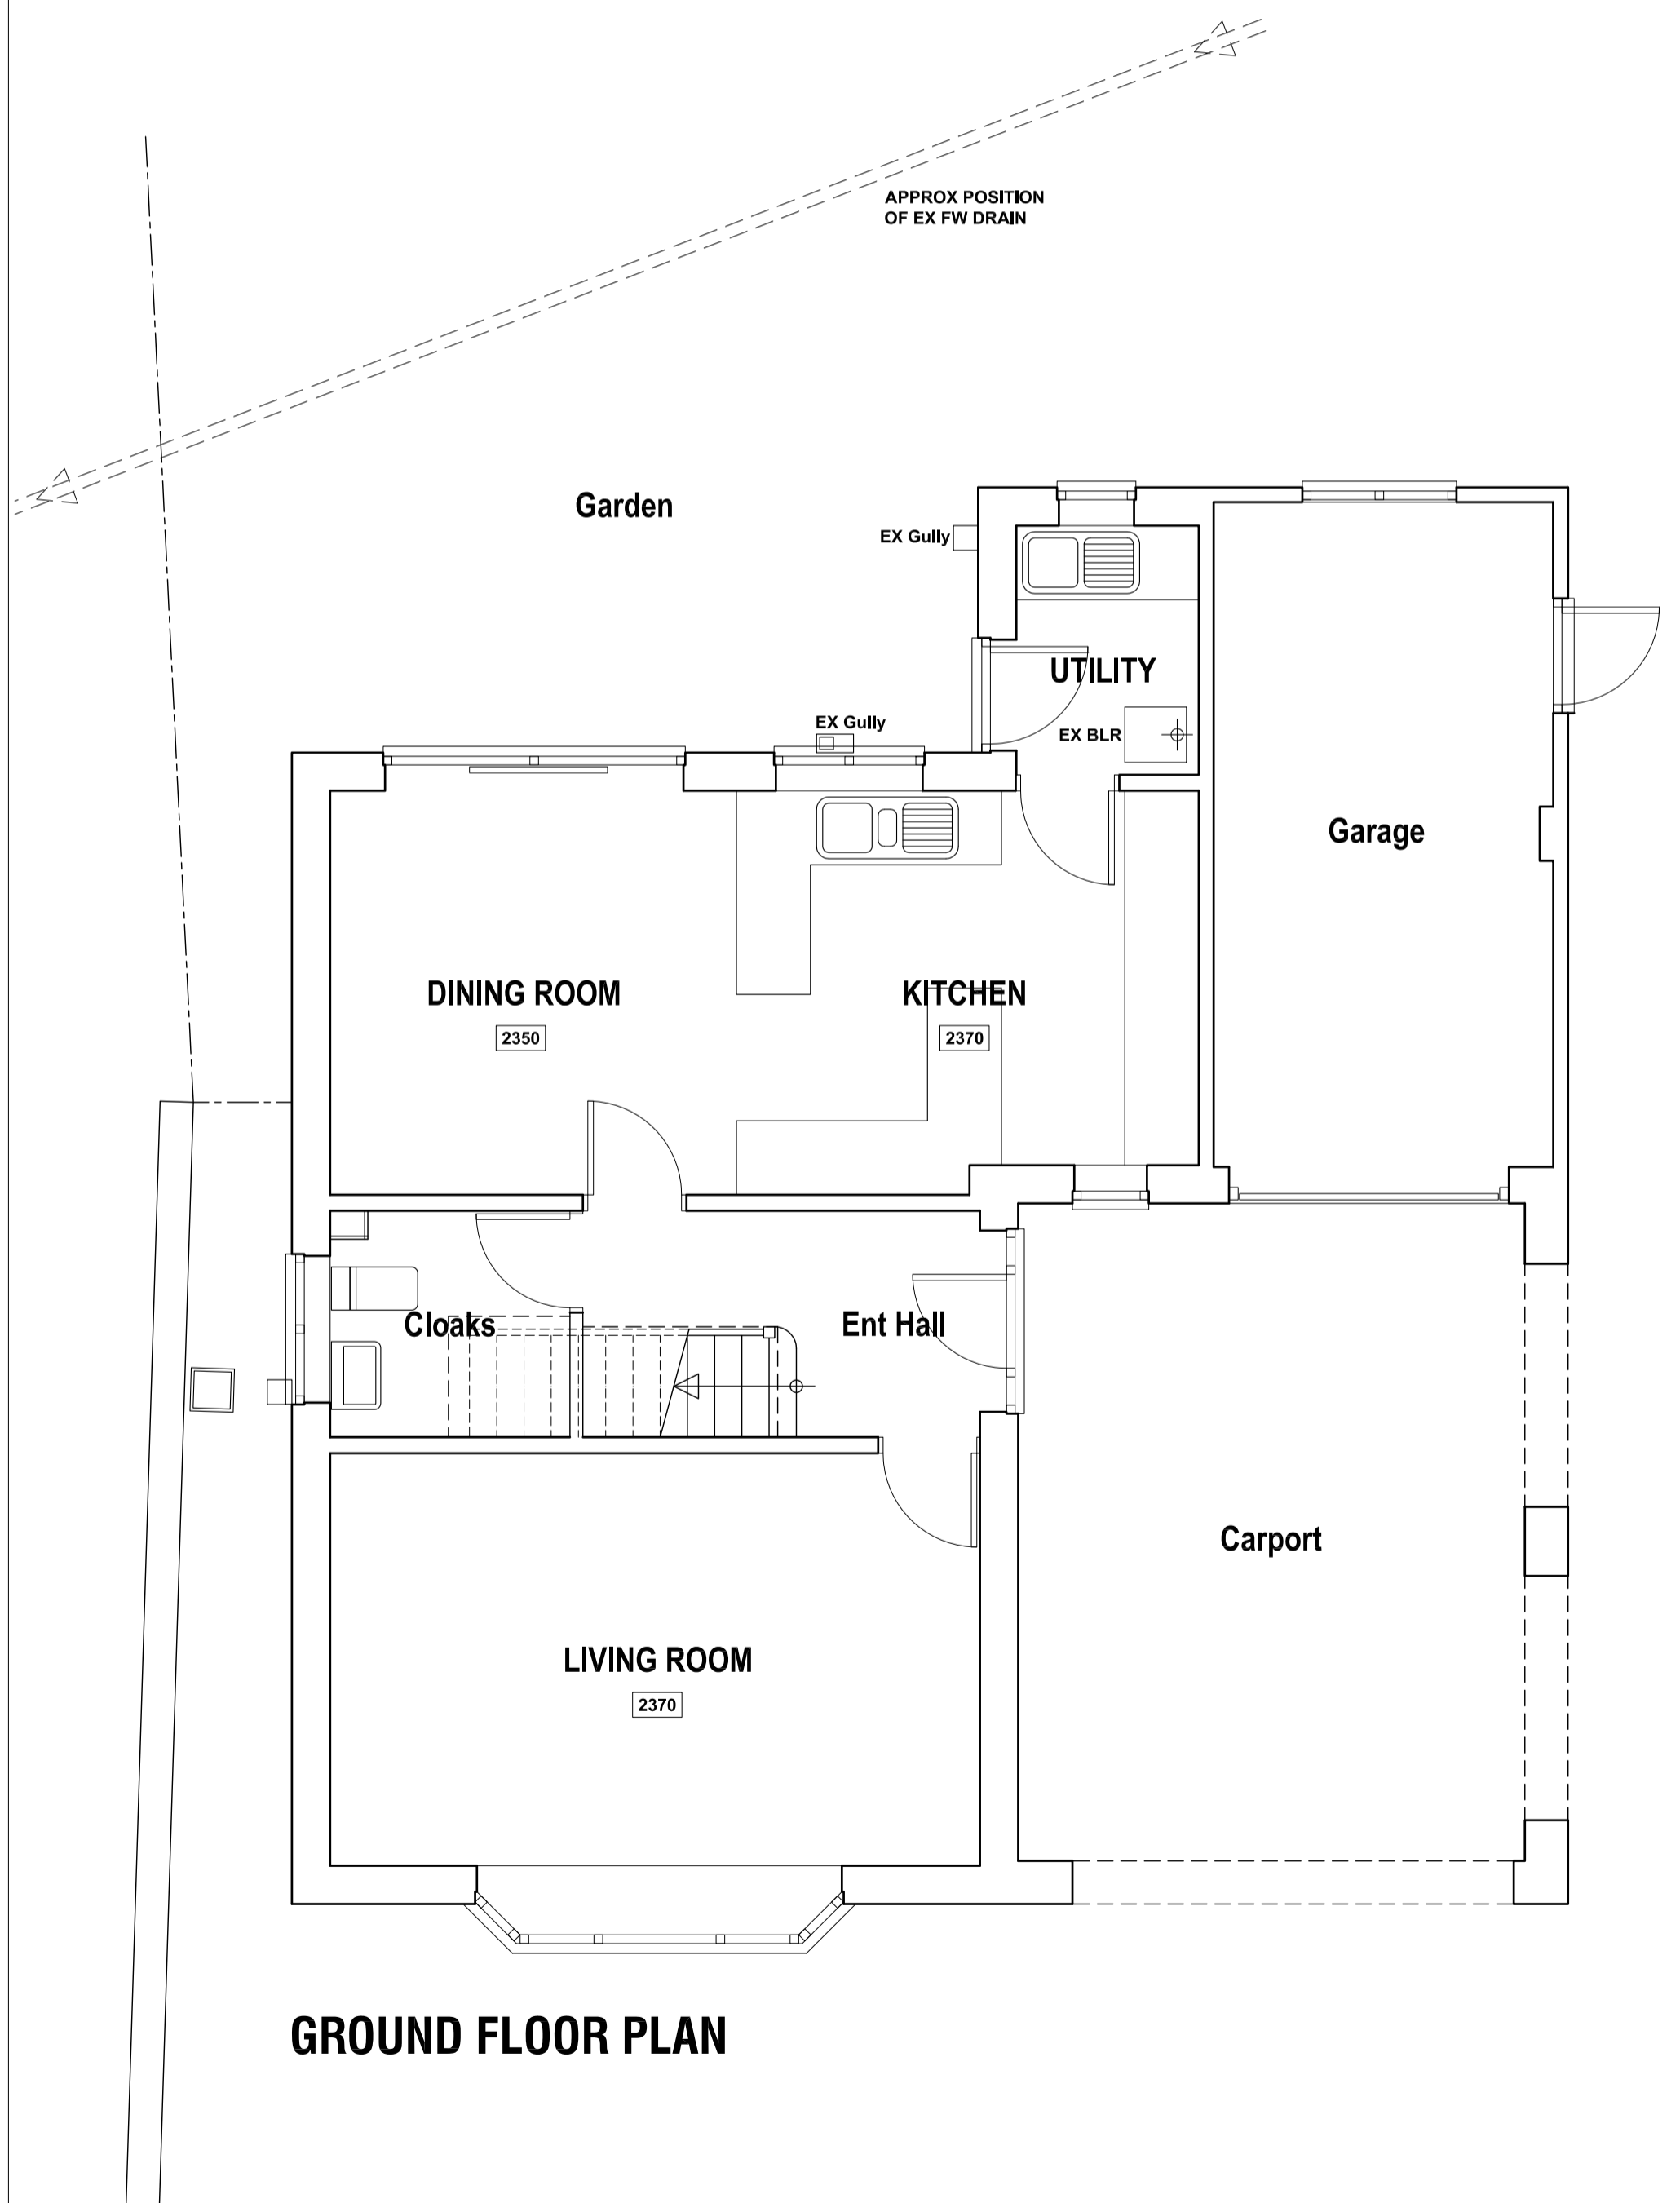 APPROX POSITION
OF EX FW DRAIN
Garden
EX Gully
UTILITY
EX Gully
EX BLR
Garage
DINING ROOM
2350
KITCHEN
2370
Cloaks
Ent Hall
Carport
LIVING ROOM
2370
GROUND FLOOR PLAN